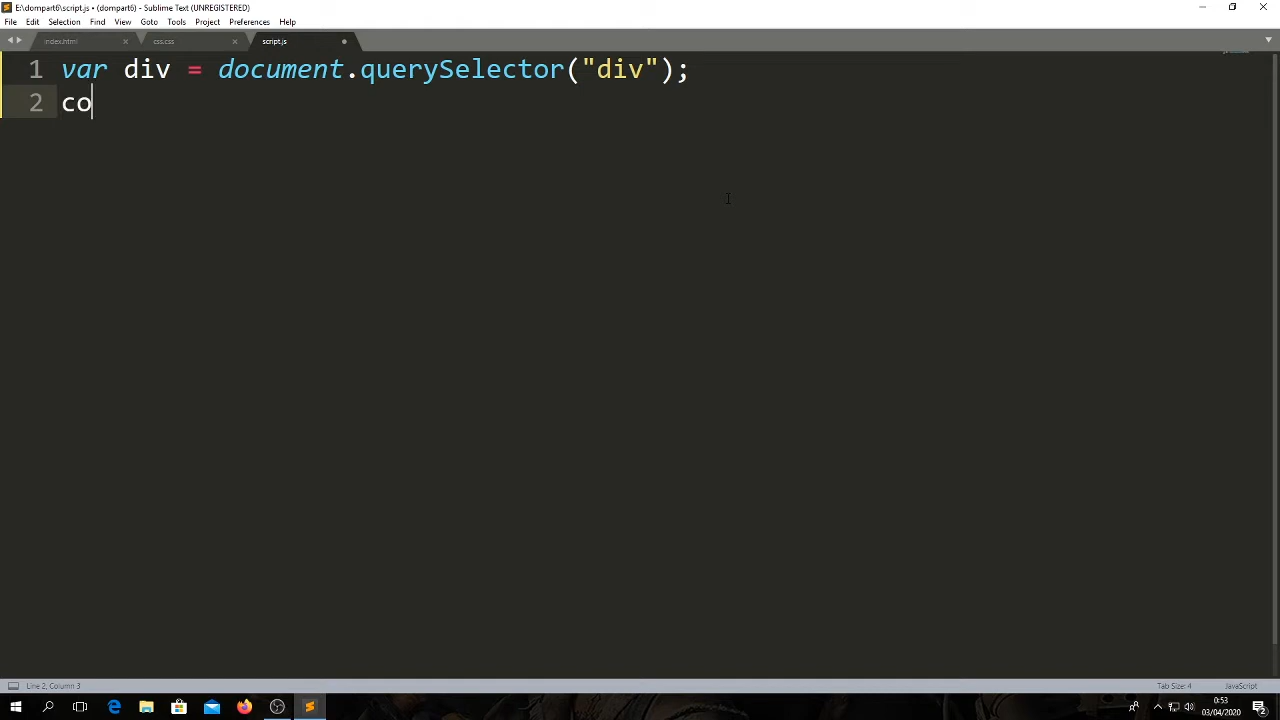 E:\dompart6\script.js • (dompart6) - Sublime Text (UNREGISTERED)
File Edit Selection Find View Goto Tools Project Preferences Help
index.html css.css script.js
1 var div = document.querySelector("div");
2 co
Line 2, Column 3 Tab Size: 4 JavaScript
0:53
03/04/2020
2